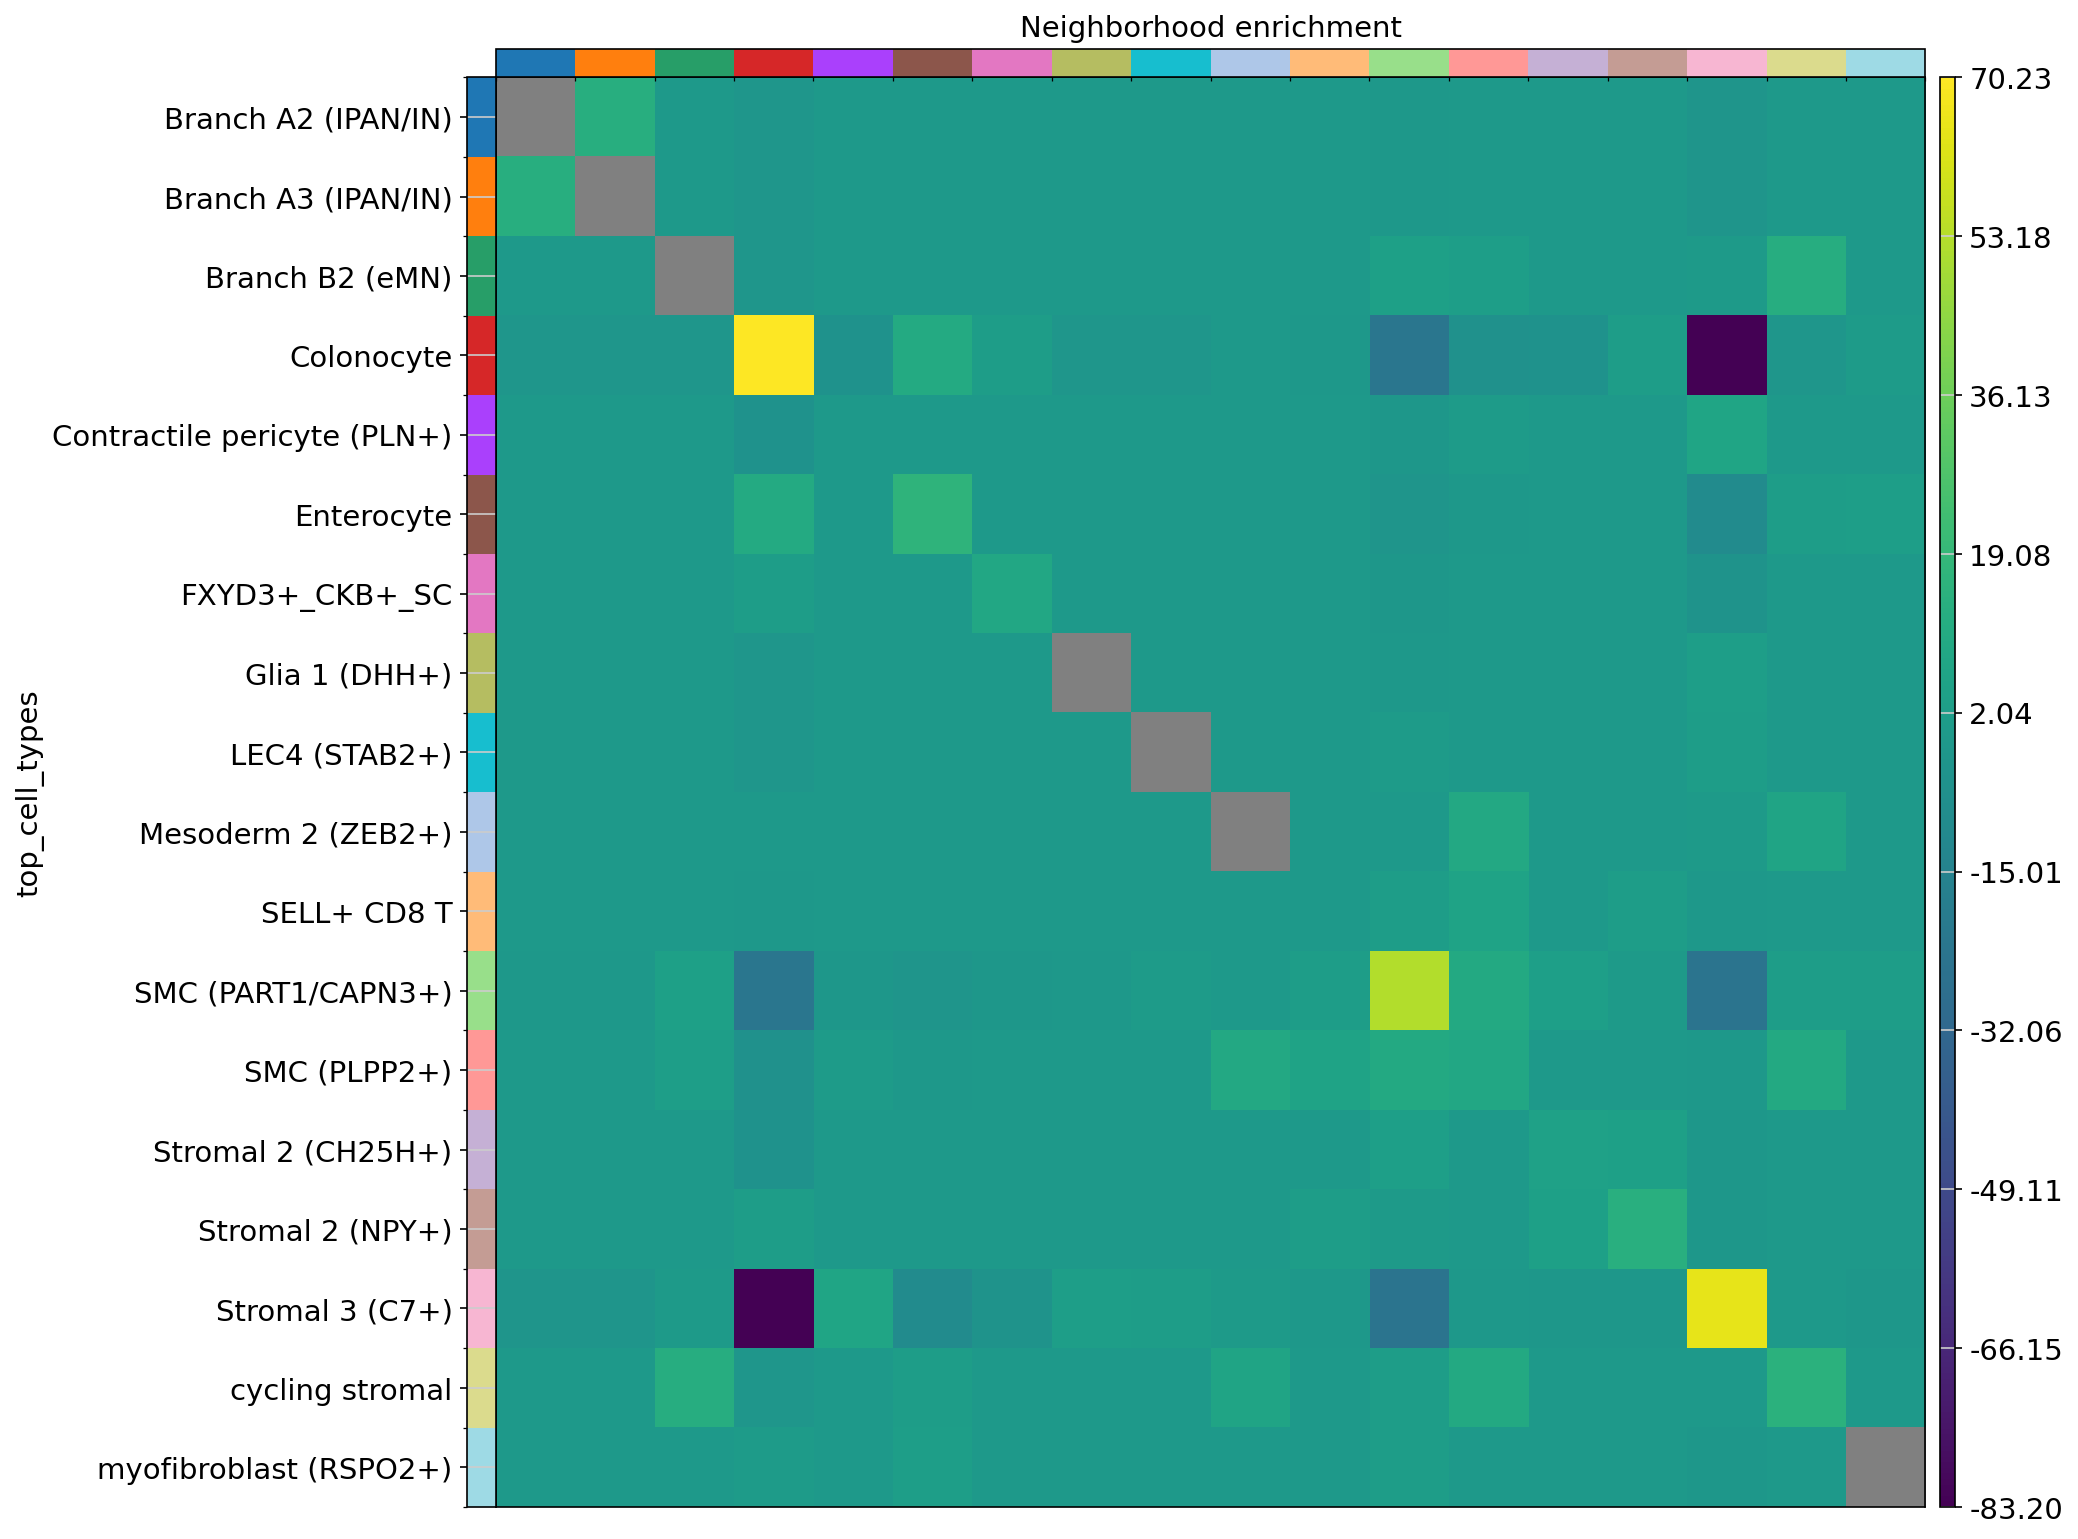 Neighborhood enrichment
Branch A2 (IPAN/IN)
Branch A3 (IPAN/IN)
Branch B2 (eMN)
Colonocyte
Contractile pericyte (PLN+)
Enterocyte
FXYD3+_CKB+_SC
Glia 1 (DHH+)
LEC4 (STAB2+)
Mesoderm 2 (ZEB2+)
SELL+ CD8 T
SMC (PART1/CAPN3+)
SMC (PLPP2+)
Stromal 2 (CH25H+)
Stromal 2 (NPY+)
Stromal 3 (C7+)
cycling stromal
myofibroblast (RSPO2+)
top_cell_types
70.23
53.18
36.13
19.08
2.04
-15.01
-32.06
-49.11
-66.15
-83.20